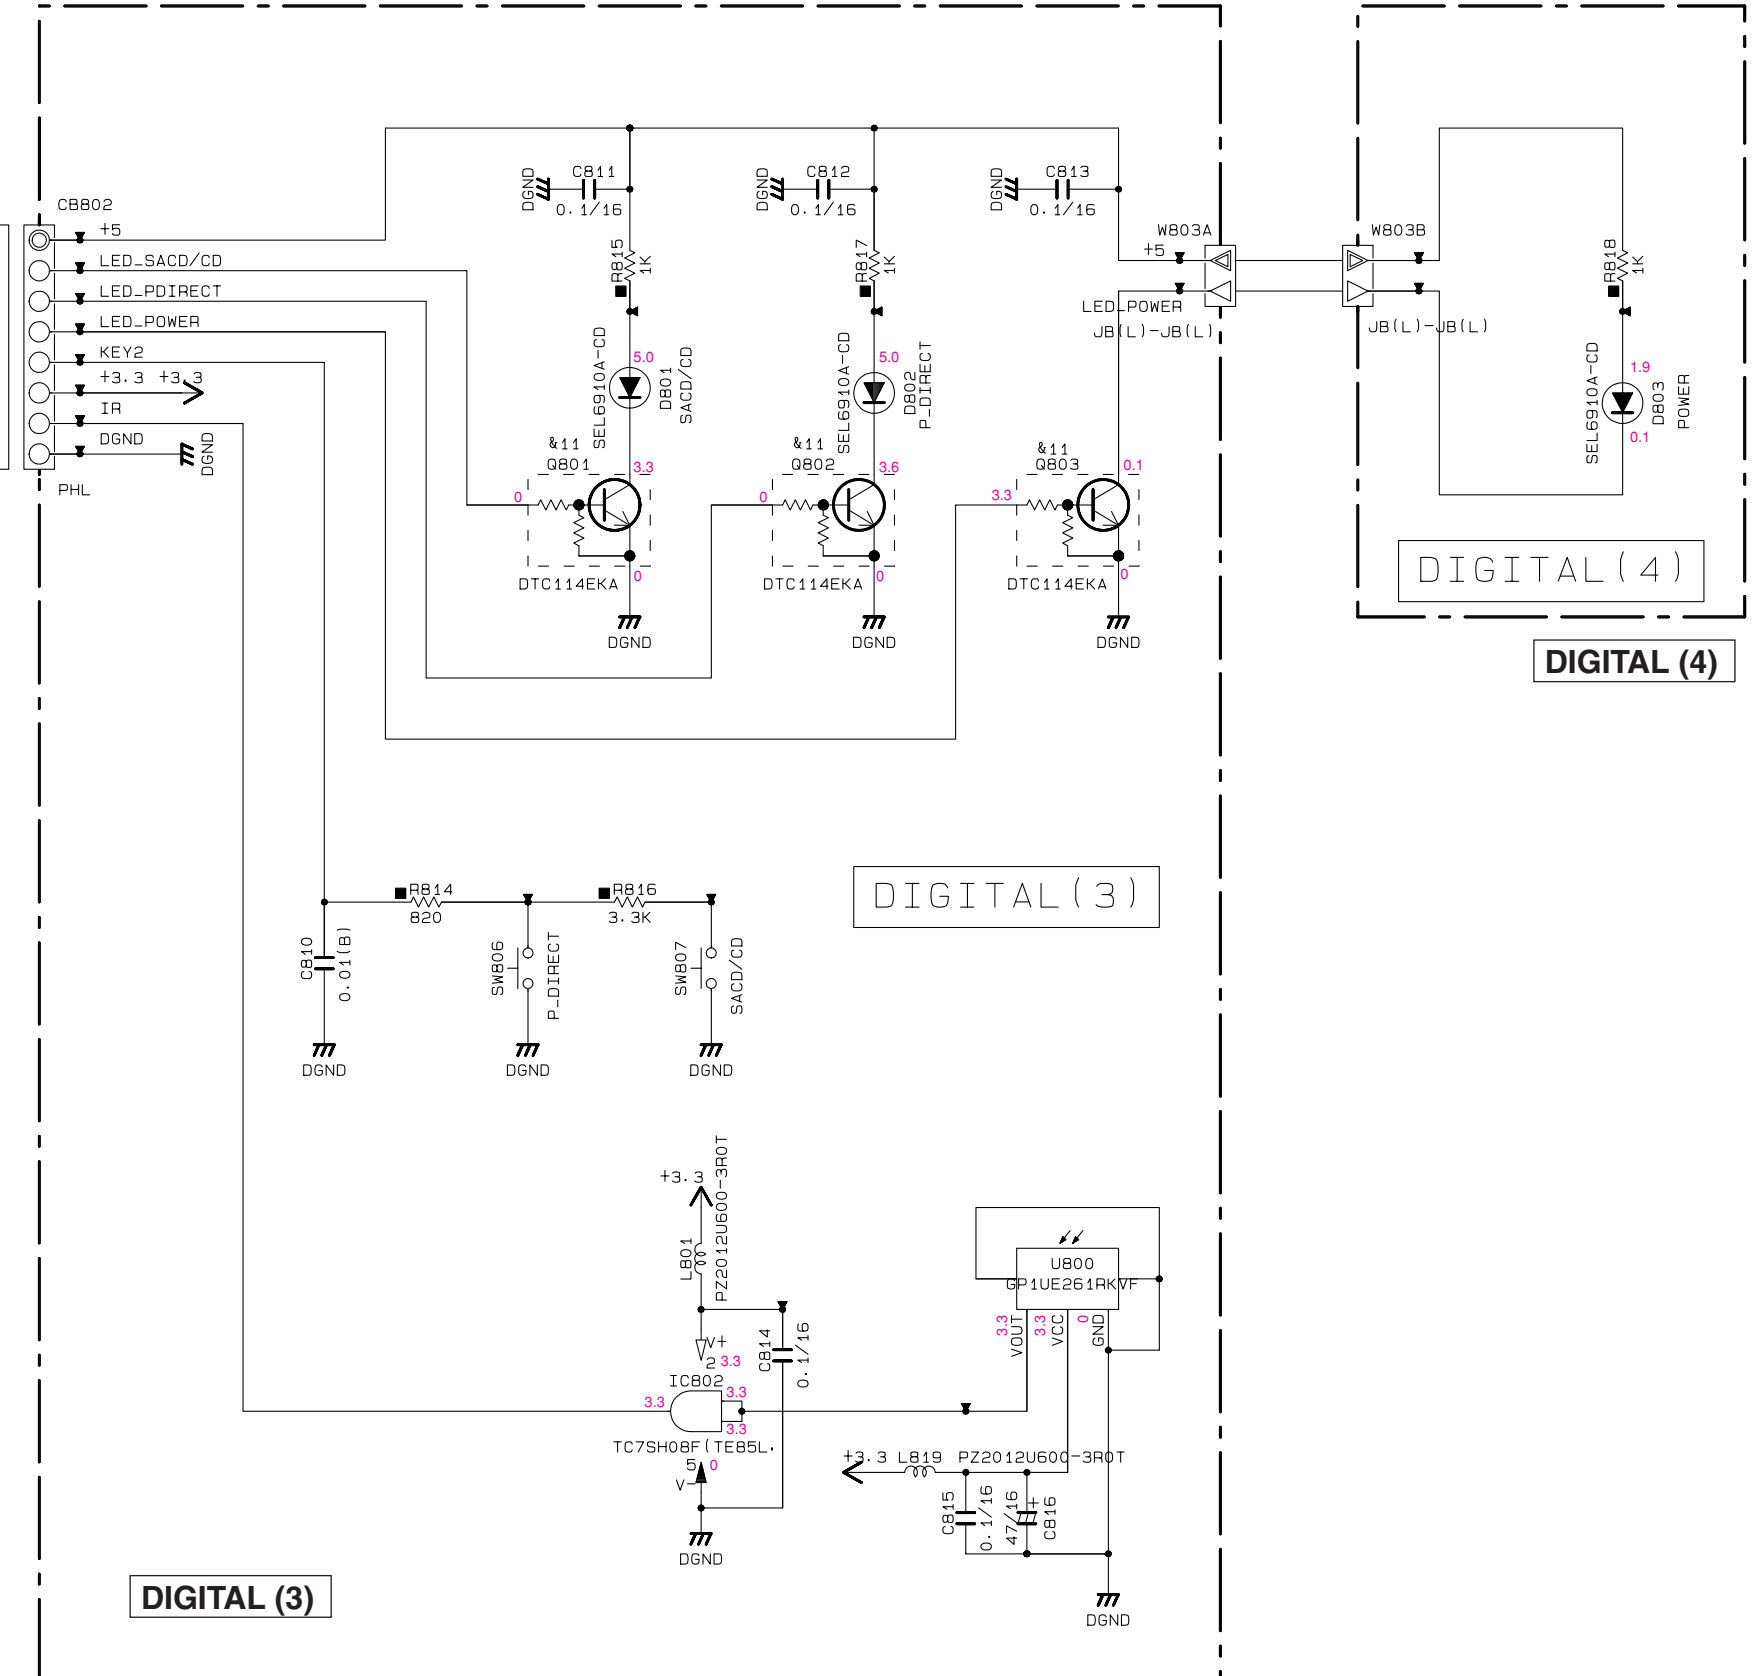 CB802
+5
LED_SACD/CD
LED_PDIRECT
LED_POWER
KEY2
+3.3 +3.3
IR
DGND
DGND
PHL
DGND
C811
0.1/16
R815
1K
SEL6910A-CD
5.0
D801
SACD/CD
&11
Q801
3.3
0
DTC114EKA
0
DGND
DGND
C812
0.1/16
R817
1K
SEL6910A-CD
5.0
D802
P_DIRECT
&11
Q802
3.6
0
DTC114EKA
0
DGND
DGND
C813
0.1/16
W803A
+5
LED_POWER
JB(L)-JB(L)
&11
Q803
0.1
3.3
DTC114EKA
0
DGND
W803B
JB(L)-JB(L)
R818
1K
SEL6910A-CD
1.9
D803
POWER
0.1
DIGITAL(4)
DIGITAL (4)
R814
820
R816
3.3K
C810
0.01(B)
SW806
P_DIRECT
SW807
SACD/CD
DGND
DGND
DGND
DIGITAL(3)
+3.3
L801
PZ2012U600-3R0T
V+
2
3.3
C814
0.1/16
IC802
3.3
3.3
3.3
TC7SH08F(TE85L.
5
0
V-
DGND
U800
GP1UE261RKVF
3.3
VOUT
3.3
VCC
0
GND
+3.3
L819
PZ2012U600-3R0T
C815
0.1/16
47/16
+
C816
DGND
DIGITAL (3)